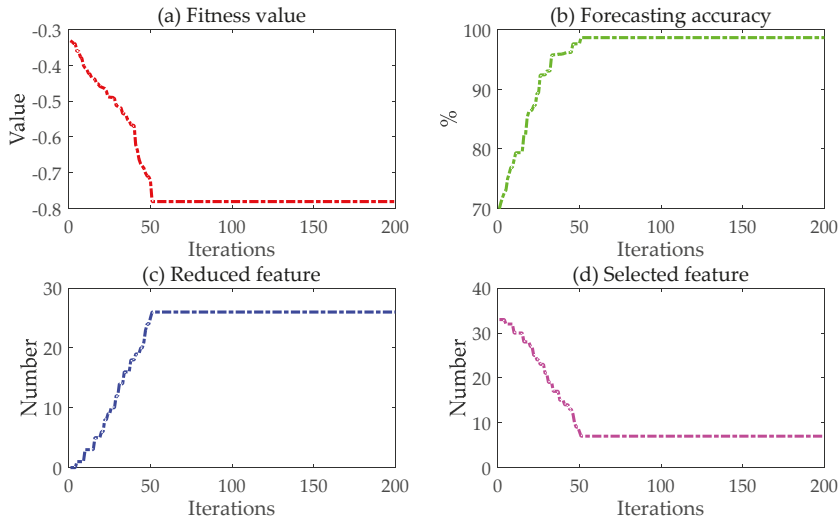 (a) Fitness value
-0.3
-0.4
-0.5
-0.6
-0.7
-0.8
Value
0 50 100 150 200
Iterations
(b) Forecasting accuracy
100
90
80
70
%
0 50 100 150 200
Iterations
(c) Reduced feature
30
20
10
0
Number
0 50 100 150 200
Iterations
(d) Selected feature
40
30
20
10
0
Number
0 50 100 150 200
Iterations